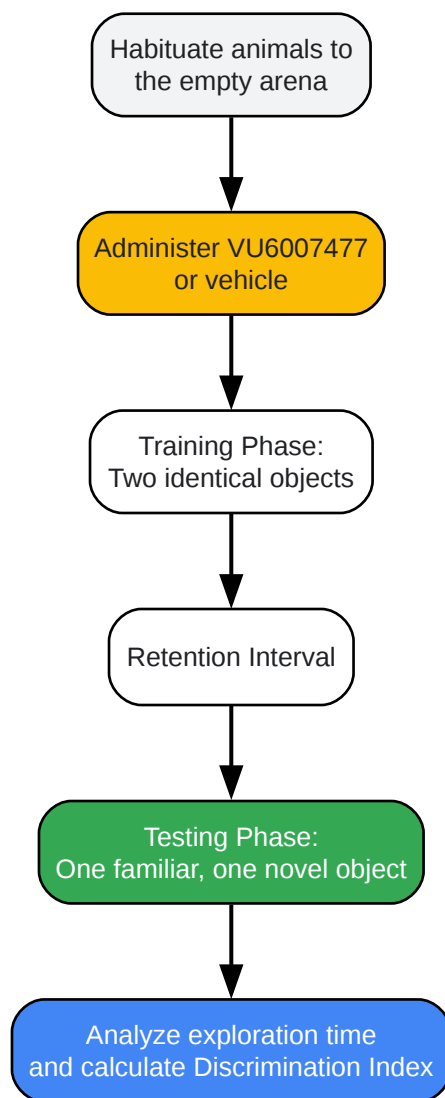 Habituate animals to
the empty arena
Administer VU6007477
or vehicle
Training Phase:
Two identical objects
Retention Interval
Testing Phase:
One familiar, one novel object
Analyze exploration time
and calculate Discrimination Index